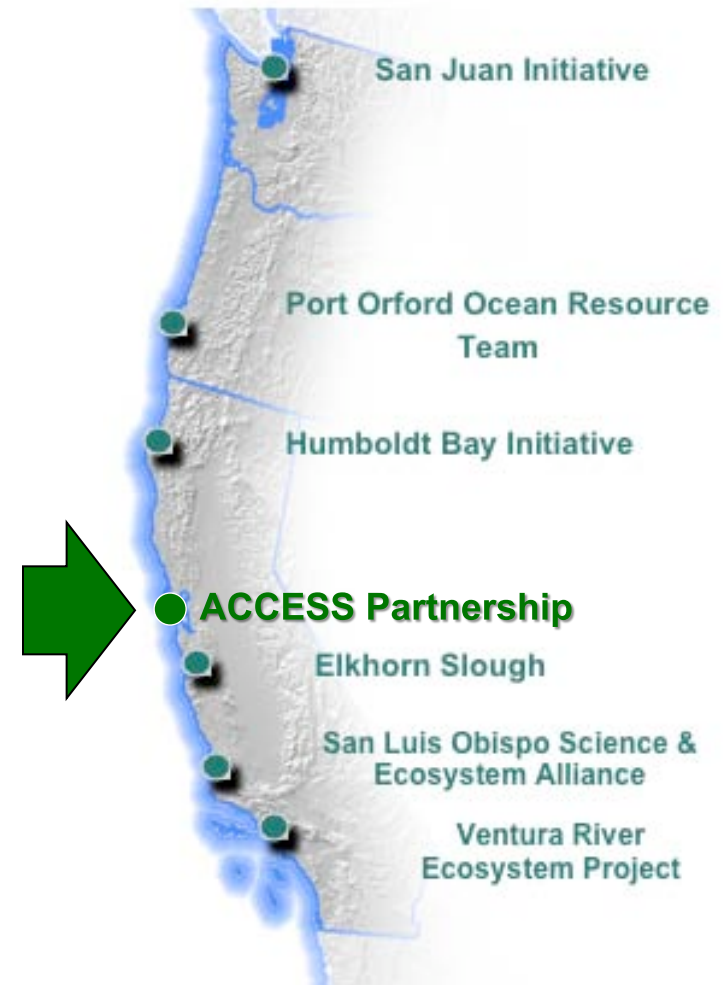 San Juan Initiative
Port Orford Ocean Resource
Team
Humboldt Bay Initiative
ACCESS Partnership
Elkhorn Slough
San Luis Obispo Science &
Ecosystem Alliance
Ventura River
Ecosystem Project